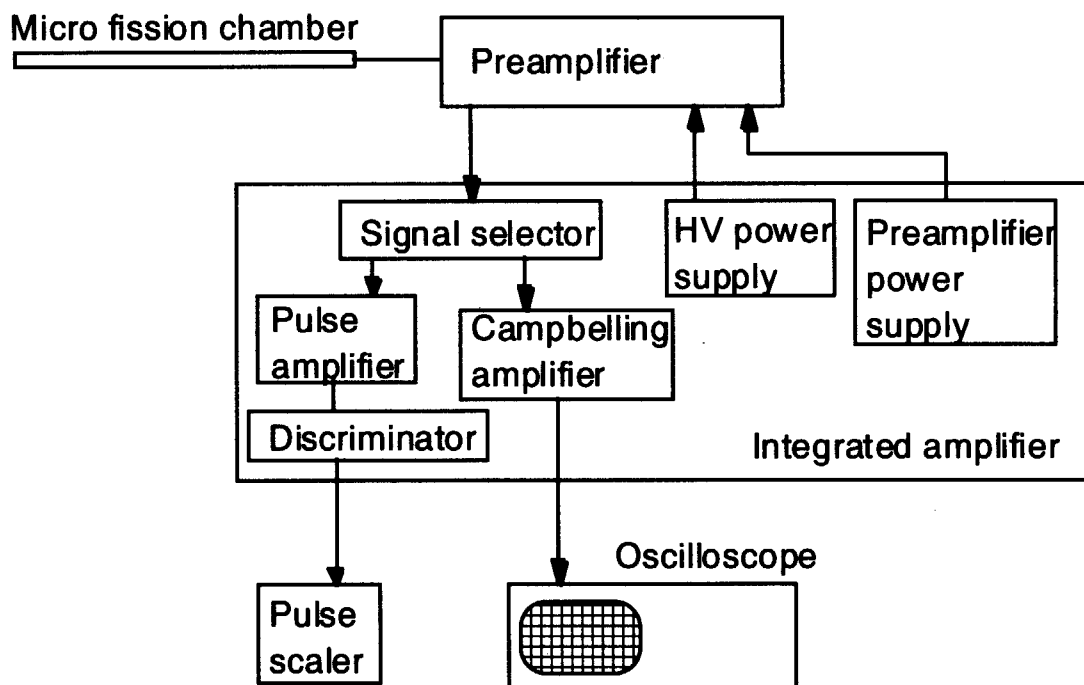 Micro fission chamber
Preamplifier
Signal selector
HV power
supply
Preamplifier
power
supply
Pulse
amplifier
Campbelling
amplifier
Discriminator
Integrated amplifier
Oscilloscope
Pulse
scaler